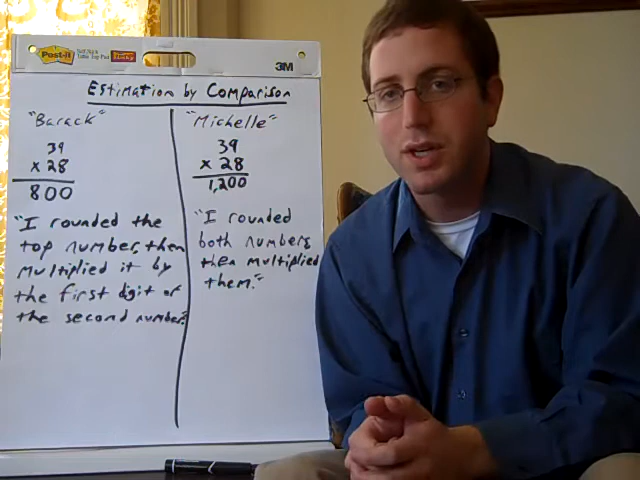 Post-it
3M
Estimation by Comparison
"Barack"
39
x 28
800
"I rounded the
top number, then
multiplied it by
the first digit of
the second number."
"Michelle"
39
x 28
1,200
"I rounded
both numbers,
then multiplied
them."